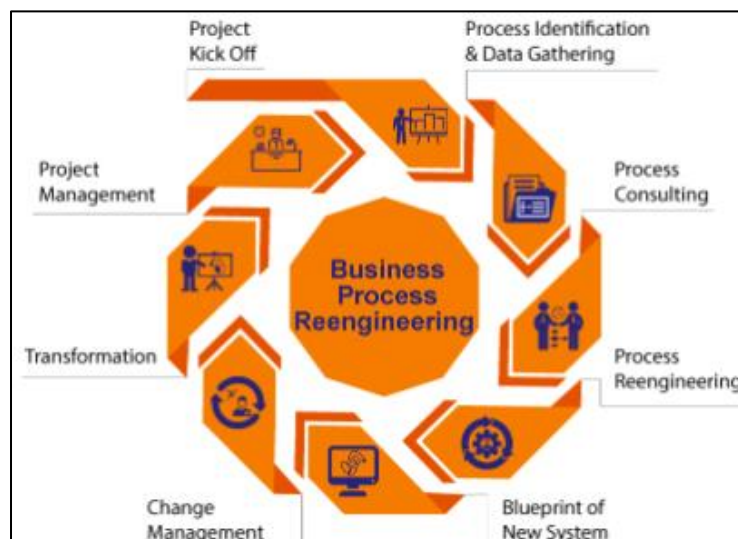 Project
Kick Off
Process Identification
& Data Gathering
Process
Consulting
Process
Reengineering
Blueprint of
New System
Change
Management
Transformation
Project
Management
Business
Process
Reengineering